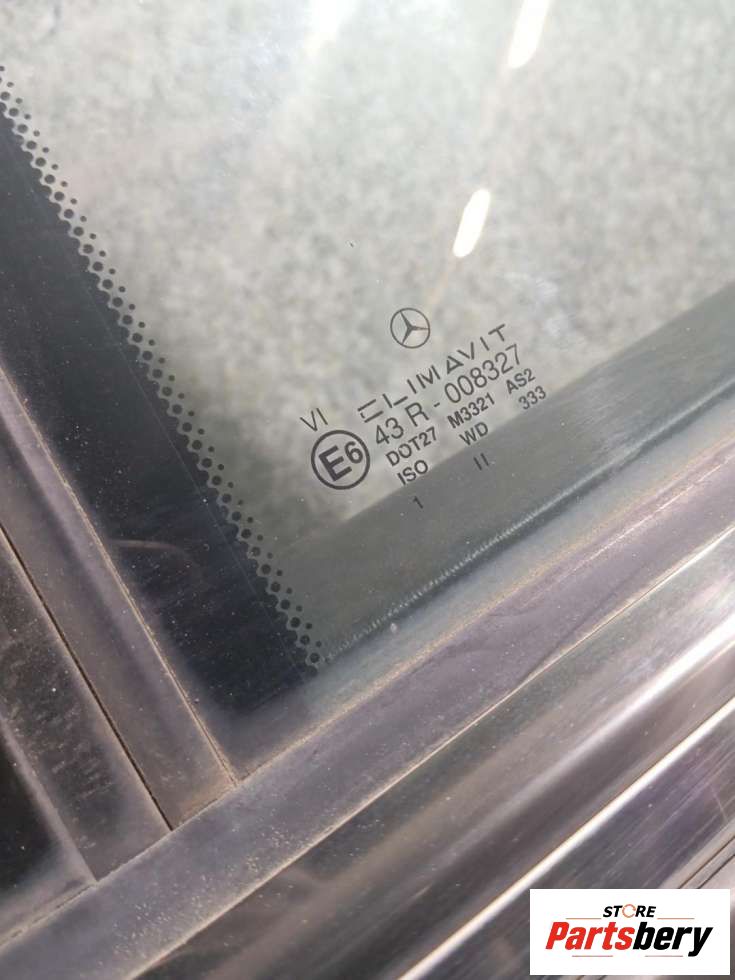 CLIMAVIT
VI
43 R - 008327
E6
DOT27 M3321 AS2
ISO WD 333
1 II
STORE
Partsbery